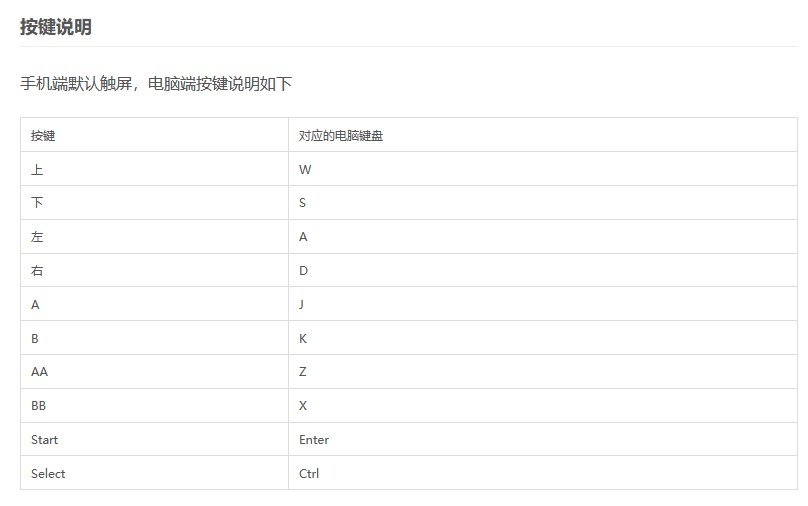 按键说明
手机端默认触屏，电脑端按键说明如下
按键 对应的电脑键盘
上 W
下 S
左 A
右 D
A J
B K
AA Z
BB X
Start Enter
Select Ctrl